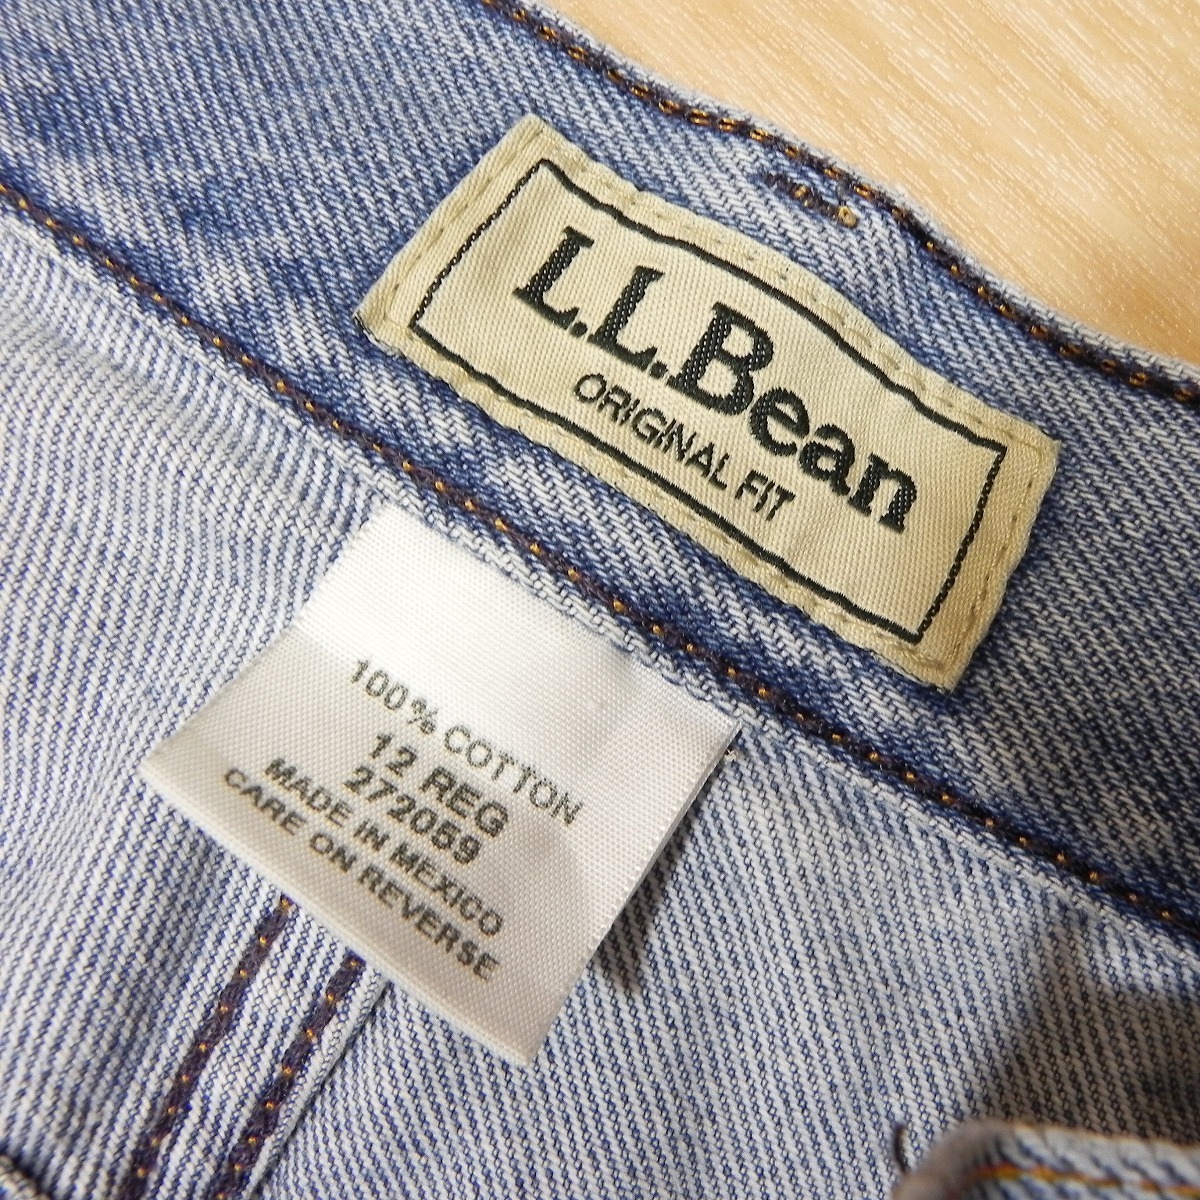 L.L.Bean
ORIGINAL FIT
100% COTTON
12 REG
272059
MADE IN MEXICO
CARE ON REVERSE